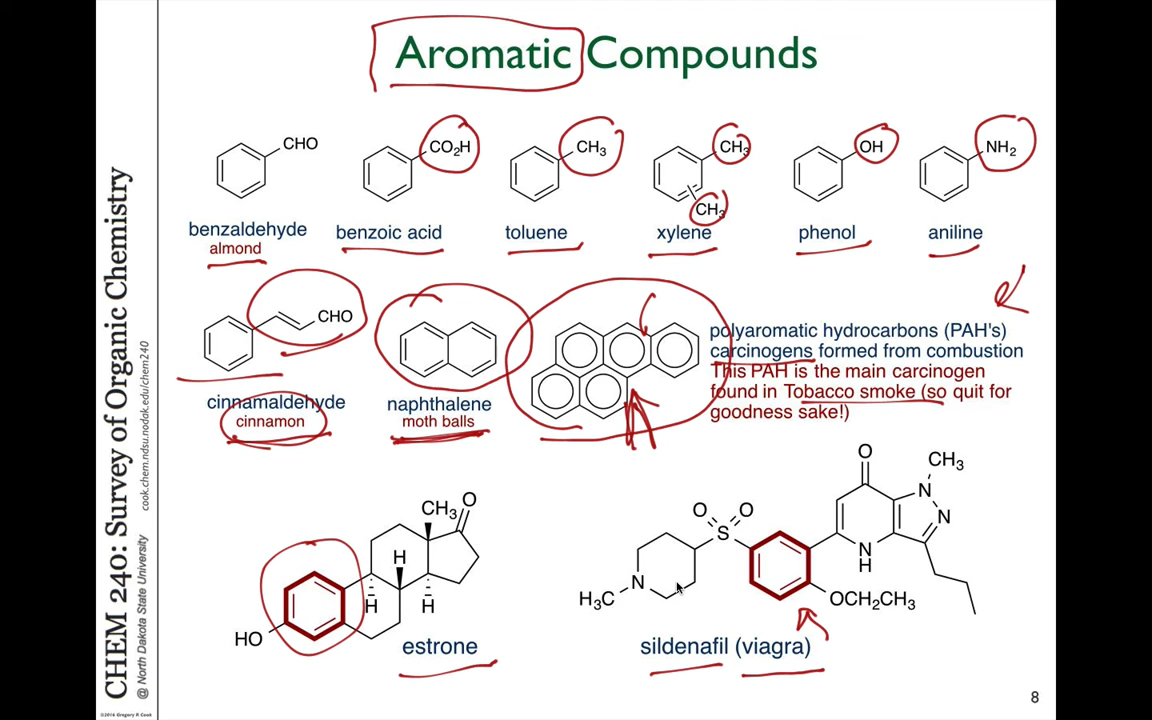 Aromatic Compounds
CHO
CO2H
CH3
CH3
CH3
OH
NH2
benzaldehyde
almond
benzoic acid
toluene
xylene
phenol
aniline
CHO
cinnamaldehyde
cinnamon
naphthalene
moth balls
polyaromatic hydrocarbons (PAH's)
carcinogens formed from combustion
This PAH is the main carcinogen
found in Tobacco smoke (so quit for
goodness sake!)
CH3
O
H
H
H
HO
estrone
O
O
S
N
H3C
O
CH3
N
N
N
H
OCH2CH3
sildenafil (viagra)
CHEM 240: Survey of Organic Chemistry
@ North Dakota State University
cook.chem.ndsu.nodak.edu/chem240
©2016 Gregory R Cook
8